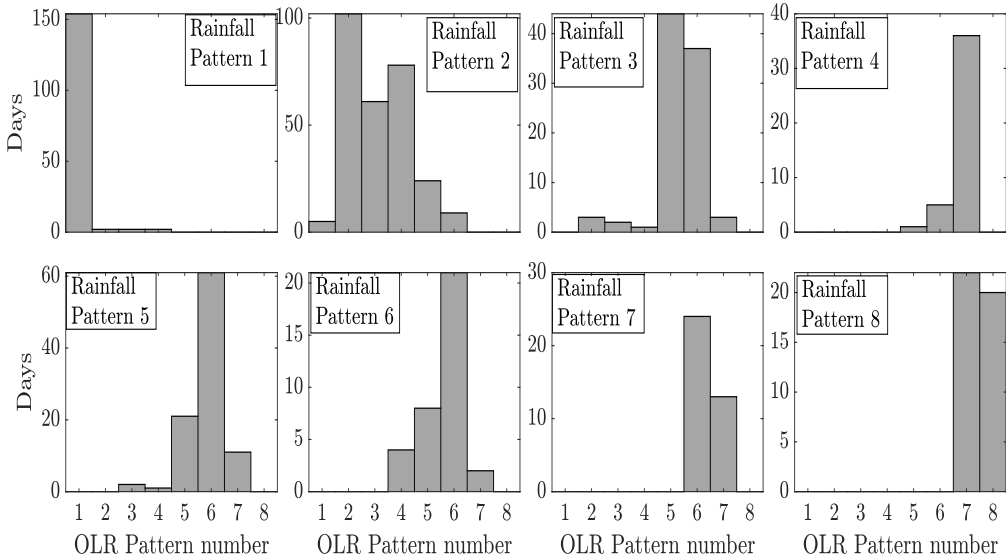 150
100
50
0
Days
Rainfall
Pattern 1
100
50
0
Rainfall
Pattern 2
40
30
20
10
0
Rainfall
Pattern 3
40
30
20
10
0
Rainfall
Pattern 4
60
40
20
0
Days
Rainfall
Pattern 5
1 2 3 4 5 6 7 8
OLR Pattern number
20
15
10
5
0
Rainfall
Pattern 6
1 2 3 4 5 6 7 8
OLR Pattern number
30
20
10
0
Rainfall
Pattern 7
1 2 3 4 5 6 7 8
OLR Pattern number
20
15
10
5
0
Rainfall
Pattern 8
1 2 3 4 5 6 7 8
OLR Pattern number